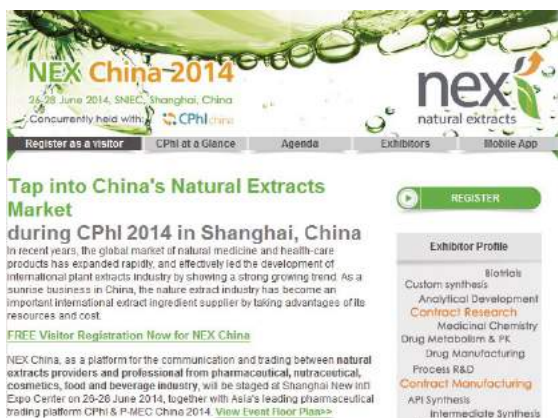 NEX China 2014
26-28 June 2014, SNIEC, Shanghai, China
Concurrently held with: CPhI china
nex
natural extracts
Register as a visitor
CPhI at a Glance
Agenda
Exhibitors
Mobile App
Tap into China's Natural Extracts
Market
during CPhI 2014 in Shanghai, China
In recent years, the global market of natural medicine and health-care
products has expanded rapidly, and effectively led the development of
international plant extracts industry by showing a strong growing trend. As a
sunrise business in China, the nature extract industry has become an
important international extract ingredient supplier by taking advantages of its
resources and cost.
FREE Visitor Registration Now for NEX China
NEX China, as a platform for the communication and trading between natural
extracts providers and professional from pharmaceutical, nutraceutical,
cosmetics, food and beverage industry, will be staged at Shanghai New Int'l
Expo Center on 26-28 June 2014, together with Asia's leading pharmaceutical
trading platform CPhI & P-MEC China 2014. View Event Floor Plan>>
REGISTER
Exhibitor Profile
Biotrials
Custom synthesis
Analytical Development
Contract Research
Medicinal Chemistry
Drug Metabolism & PK
Drug Manufacturing
Process R&D
Contract Manufacturing
API Synthesis
Intermediate Synthesis